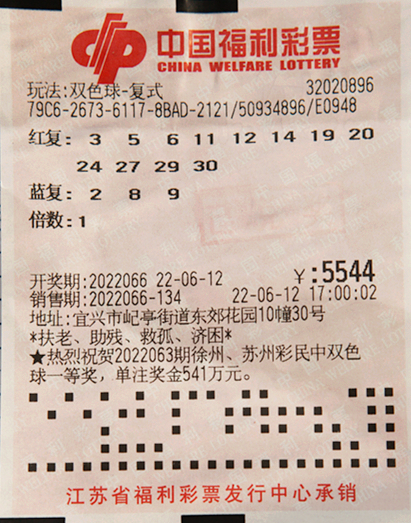 中国福利彩票
CHINA WELFARE LOTTERY
玩法:双色球-复式 32020896
79C6-2673-6117-8BAD-2121/50934896/E0948
红复: 3 5 6 11 12 14 19 20
24 27 29 30
蓝复: 2 8 9
倍数:1
开奖期:2022066 22-06-12 ¥:5544
销售期:2022066-134 22-06-12 17:00:02
地址:宜兴市屺亭街道东郊花园10幢30号
*扶老、助残、救孤、济困*
★热烈祝贺2022063期徐州、苏州彩民中双色
球一等奖，单注奖金541万元。
江苏省福利彩票发行中心承销